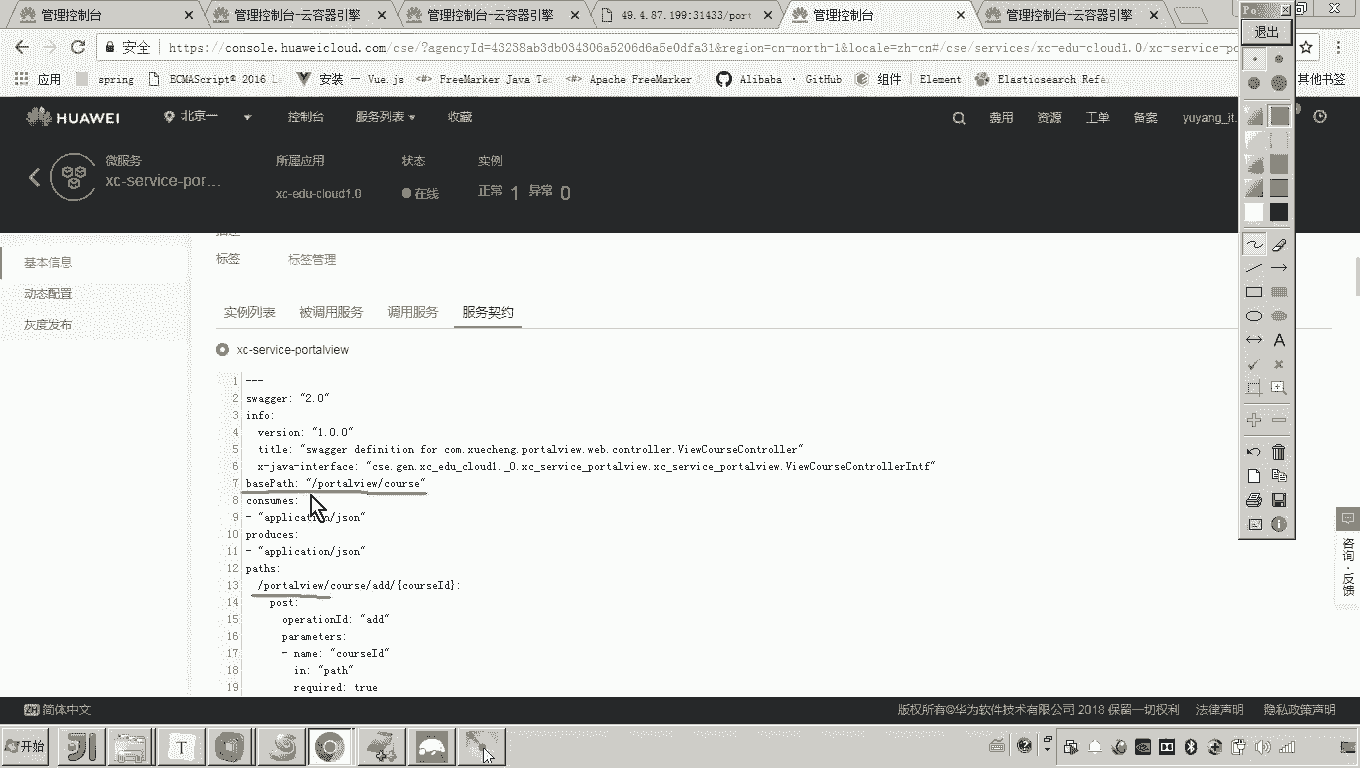 管理控制台
管理控制台-云容器引擎
管理控制台-云容器引擎
49.4.87.199:31433/port
管理控制台
管理控制台-云容器引擎
Po
退出
安全
https://console.huaweicloud.com/cse/?agencyId=43238ab3db034306a5206d6a5e0dfa31&region=cn-north-1&locale=zh-cn#/cse/services/xc-edu-cloud1.0/xc-service-po
应用
spring
ECMAScript® 2016 L
安装 — Vue.js
FreeMarker Java Te
Apache FreeMarker
Alibaba · GitHub
组件 | Element
Elasticsearch Refe
其他书签
HUAWEI
北京一
控制台
服务列表
收藏
费用
资源
工单
备案
yuyang_it.
微服务
xc-service-por...
所属应用
xc-edu-cloud1.0
状态
在线
实例
正常 1 异常 0
基本信息
动态配置
灰度发布
描述
标签
标签管理
实例列表
被调用服务
调用服务
服务契约
xc-service-portalview
1 ---
2 swagger: "2.0"
3 info:
4 version: "1.0.0"
5 title: "swagger definition for com.xuecheng.portalview.web.controller.ViewCourseController"
6 x-java-interface: "cse.gen.xc_edu_cloud1._0.xc_service_portalview.xc_service_portalview.ViewCourseControllerIntf"
7 basePath: "/portalview/course"
8 consumes:
9 - "application/json"
10 produces:
11 - "application/json"
12 paths:
13 /portalview/course/add/{courseId}:
14 post:
15 operationId: "add"
16 parameters:
17 - name: "courseId"
18 in: "path"
19 required: true
A
咨询·反馈
ZH 简体中文
版权所有©华为软件技术有限公司 2018 保留一切权利
法律声明
隐私政策声明
开始
T